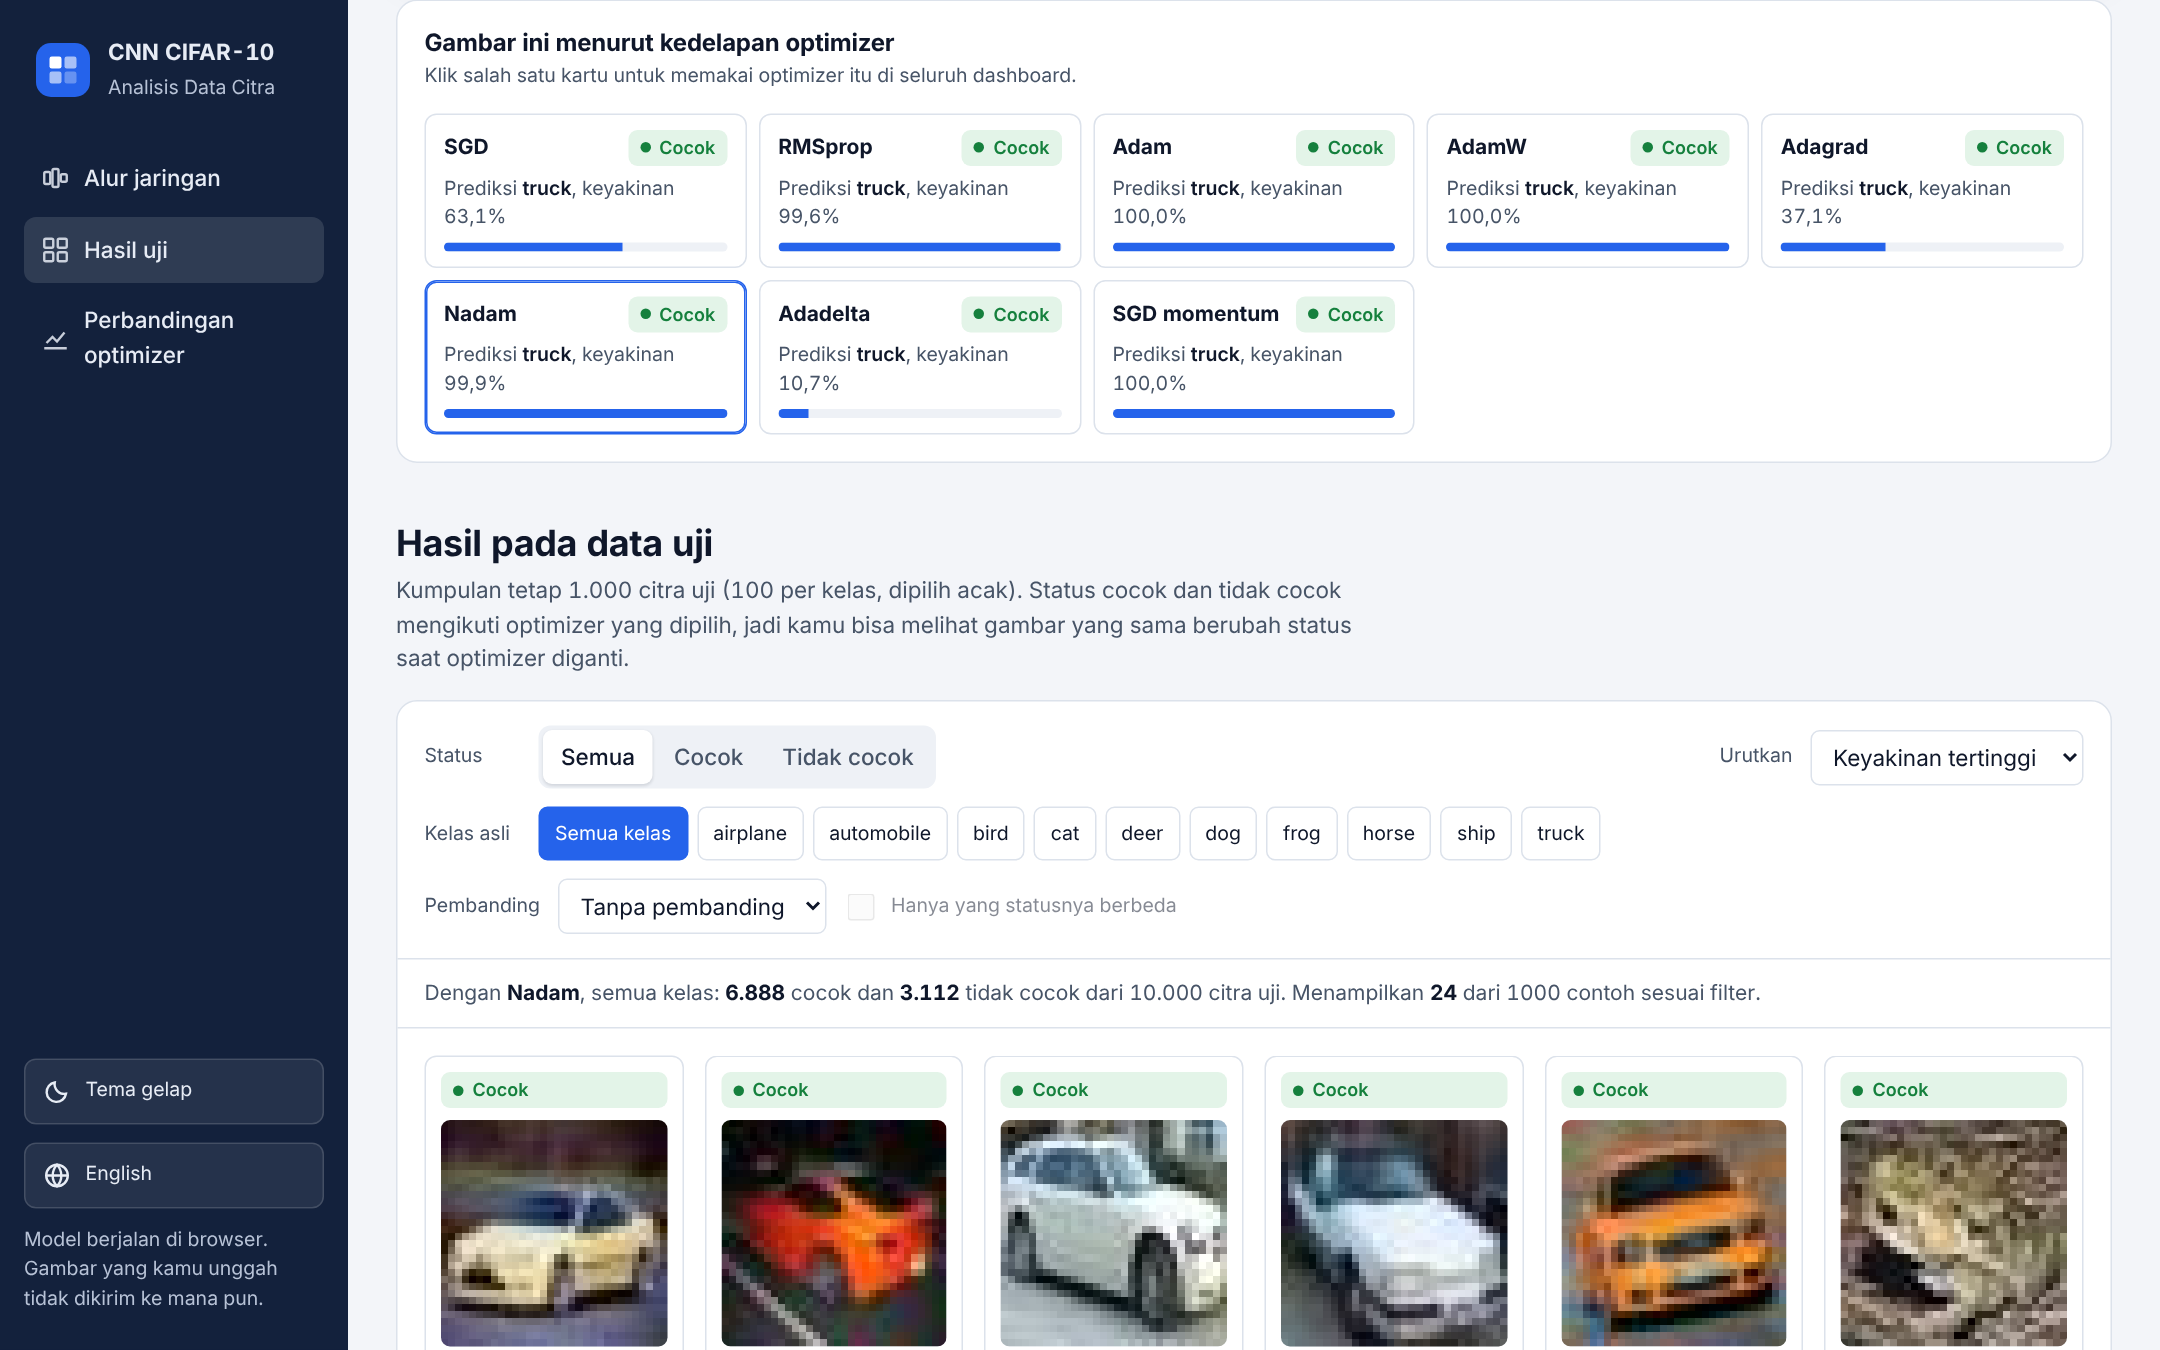 CNN CIFAR-10
Analisis Data Citra
Alur jaringan
Hasil uji
Perbandingan
optimizer
Tema gelap
English
Model berjalan di browser.
Gambar yang kamu unggah
tidak dikirim ke mana pun.
Gambar ini menurut kedelapan optimizer
Klik salah satu kartu untuk memakai optimizer itu di seluruh dashboard.
SGD Cocok
Prediksi truck, keyakinan
63,1%
RMSprop Cocok
Prediksi truck, keyakinan
99,6%
Adam Cocok
Prediksi truck, keyakinan
100,0%
AdamW Cocok
Prediksi truck, keyakinan
100,0%
Adagrad Cocok
Prediksi truck, keyakinan
37,1%
Nadam Cocok
Prediksi truck, keyakinan
99,9%
Adadelta Cocok
Prediksi truck, keyakinan
10,7%
SGD momentum Cocok
Prediksi truck, keyakinan
100,0%
Hasil pada data uji
Kumpulan tetap 1.000 citra uji (100 per kelas, dipilih acak). Status cocok dan tidak cocok
mengikuti optimizer yang dipilih, jadi kamu bisa melihat gambar yang sama berubah status
saat optimizer diganti.
Status Semua Cocok Tidak cocok Urutkan Keyakinan tertinggi
Kelas asli Semua kelas airplane automobile bird cat deer dog frog horse ship truck
Pembanding Tanpa pembanding Hanya yang statusnya berbeda
Dengan Nadam, semua kelas: 6.888 cocok dan 3.112 tidak cocok dari 10.000 citra uji. Menampilkan 24 dari 1000 contoh sesuai filter.
Cocok Cocok Cocok Cocok Cocok Cocok